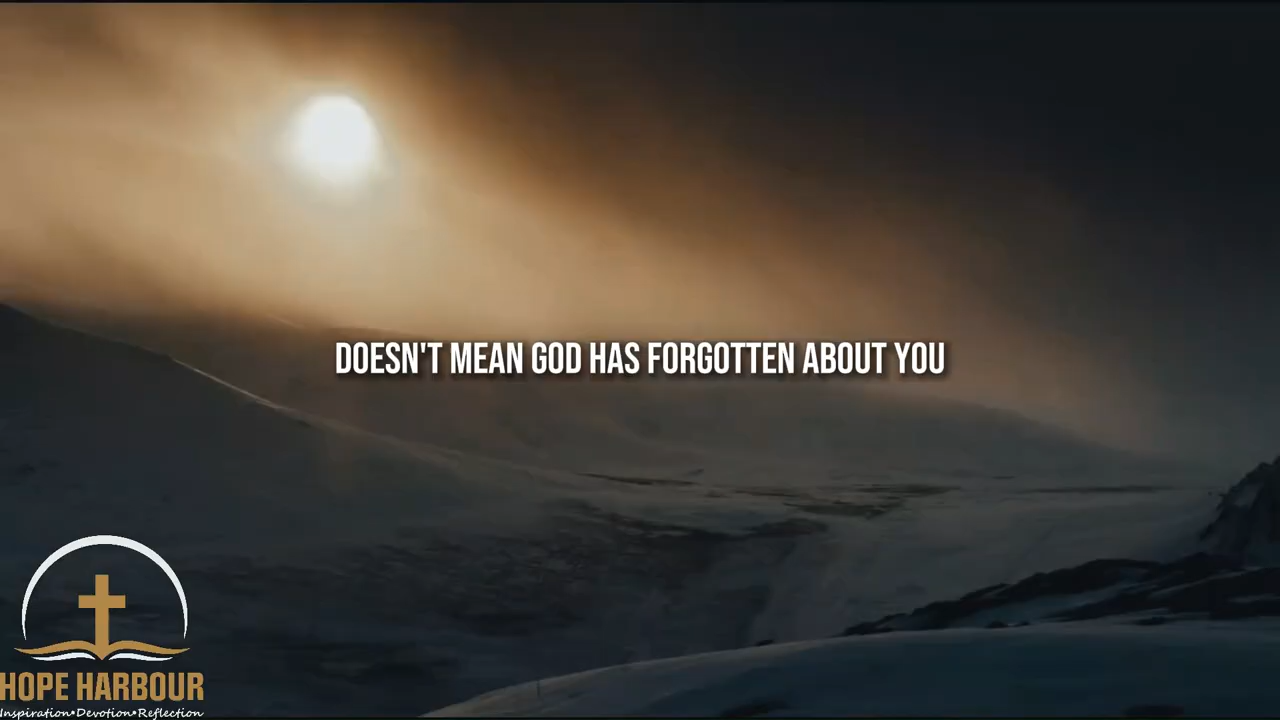 DOESN'T MEAN GOD HAS FORGOTTEN ABOUT YOU
HOPE HARBOUR
Inspiration•Devotion•Reflection